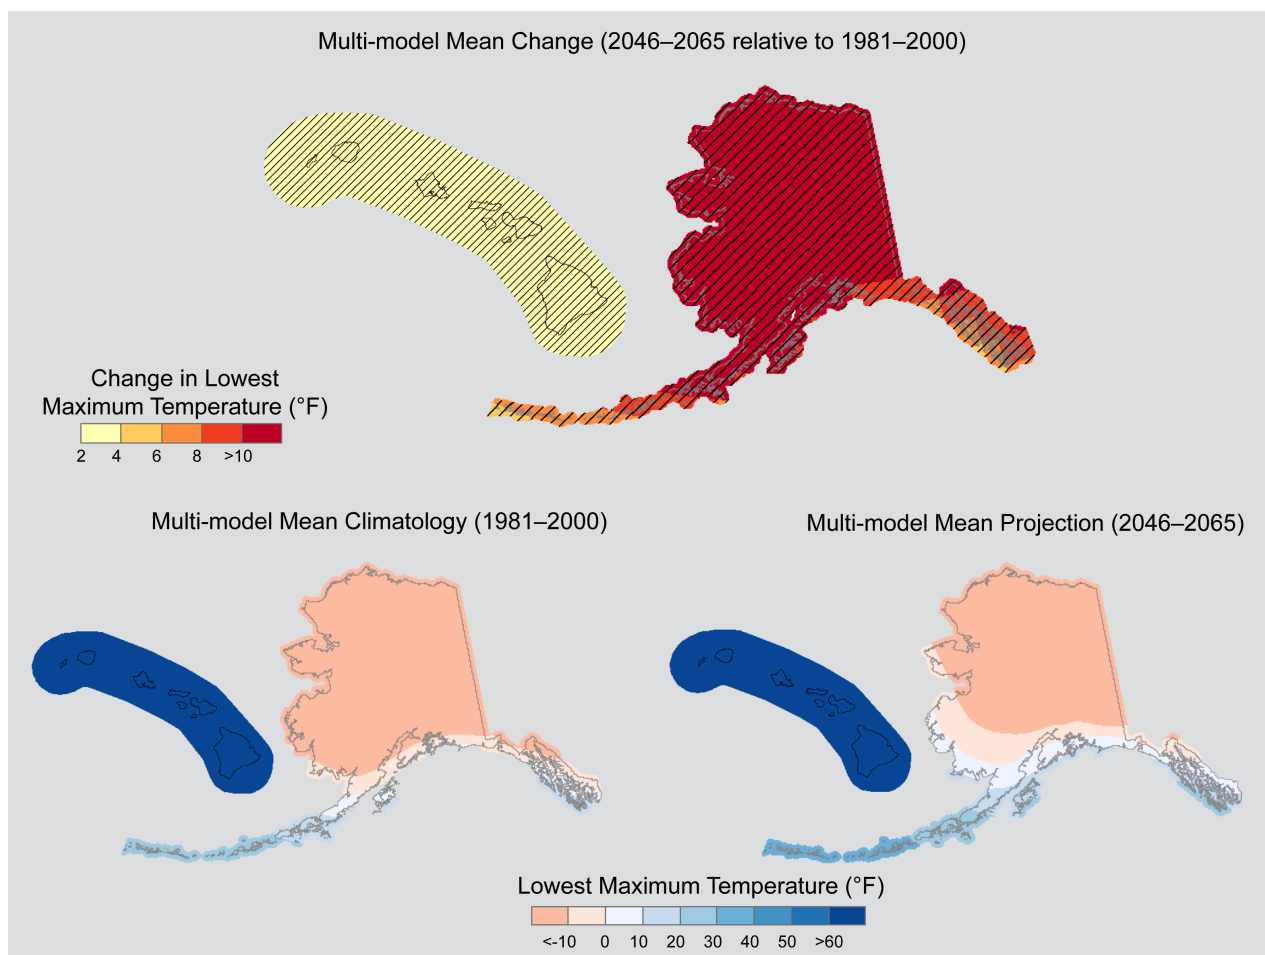 Multi-model Mean Change (2046–2065 relative to 1981–2000)
Change in Lowest
Maximum Temperature (°F)
2 4 6 8 >10
Multi-model Mean Climatology (1981–2000)
Multi-model Mean Projection (2046–2065)
Lowest Maximum Temperature (°F)
<-10 0 10 20 30 40 50 >60